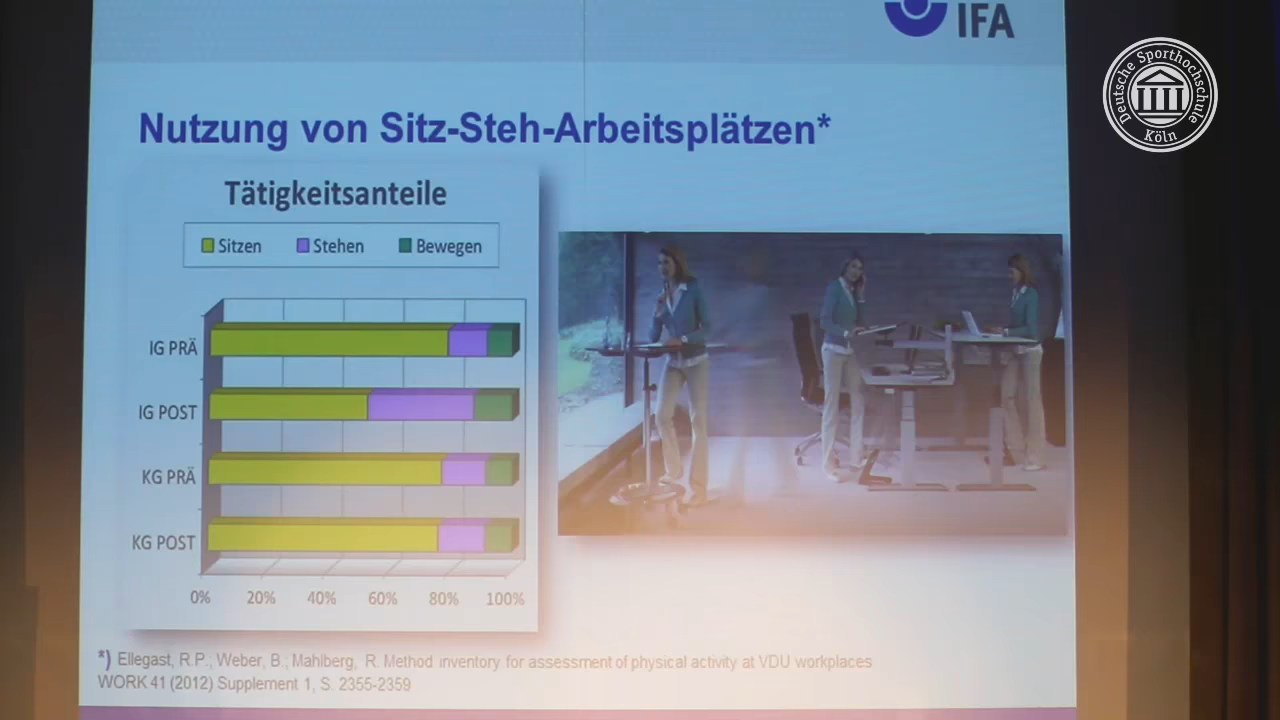 IFA
Deutsche Sporthochschule
Köln
Nutzung von Sitz-Steh-Arbeitsplätzen*
Tätigkeitsanteile
Sitzen Stehen Bewegen
IG PRÄ
IG POST
KG PRÄ
KG POST
0% 20% 40% 60% 80% 100%
*) Ellegast, R.P.; Weber, B.; Mahlberg, R. Method inventory for assessment of physical activity at VDU workplaces
WORK 41 (2012) Supplement 1, S. 2355-2359